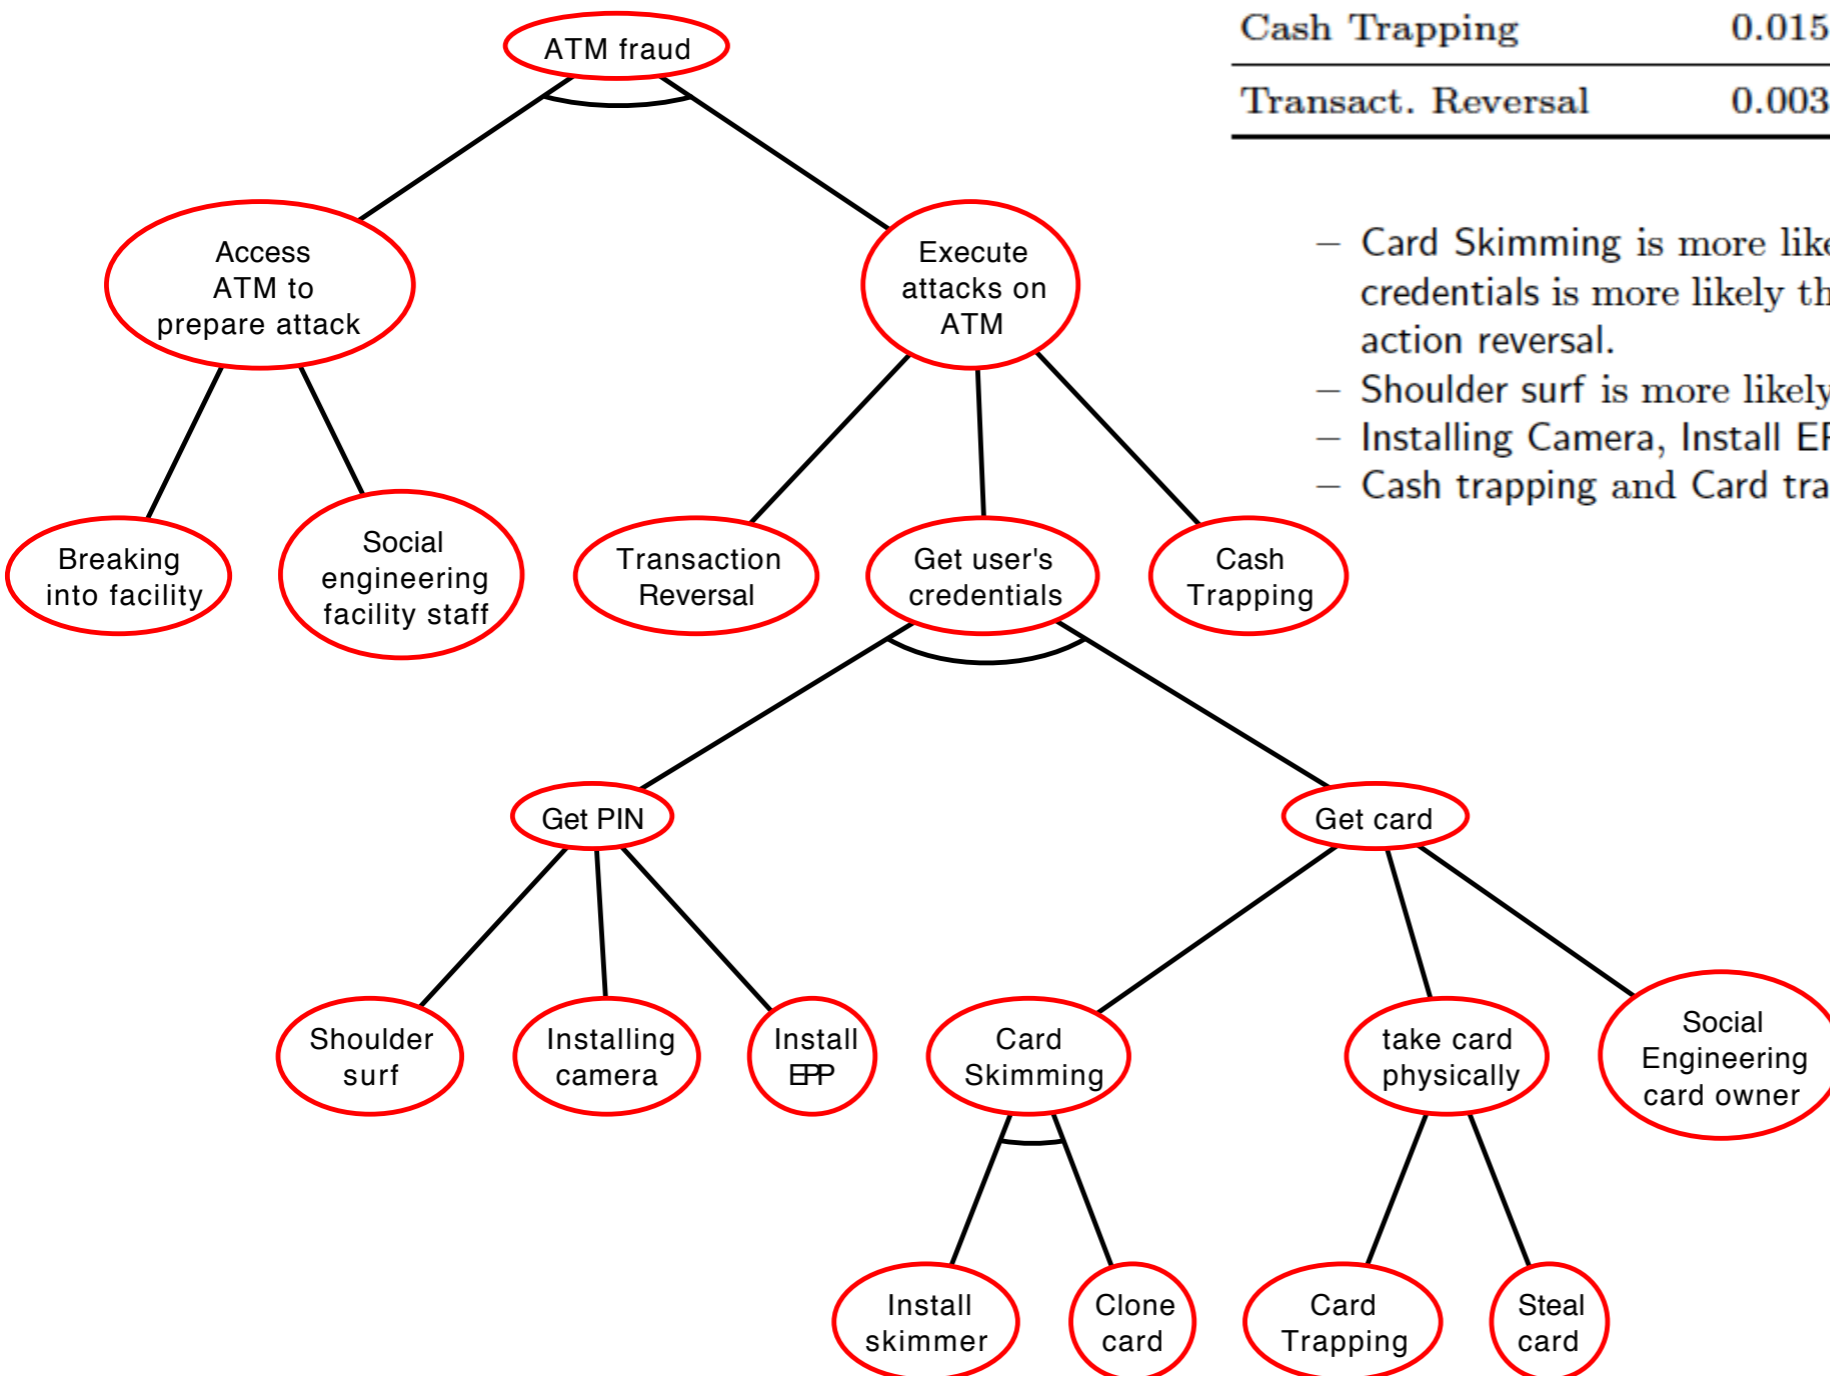 ATM fraud
Cash Trapping 0.015
Transact. Reversal 0.003
Access
ATM to
prepare attack
Execute
attacks on
ATM
– Card Skimming is more like
credentials is more likely th
action reversal.
– Shoulder surf is more likely
– Installing Camera, Install EP
– Cash trapping and Card tra
Breaking
into facility
Social
engineering
facility staff
Transaction
Reversal
Get user's
credentials
Cash
Trapping
Get PIN
Get card
Shoulder
surf
Installing
camera
Install
EPP
Card
Skimming
take card
physically
Social
Engineering
card owner
Install
skimmer
Clone
card
Card
Trapping
Steal
card